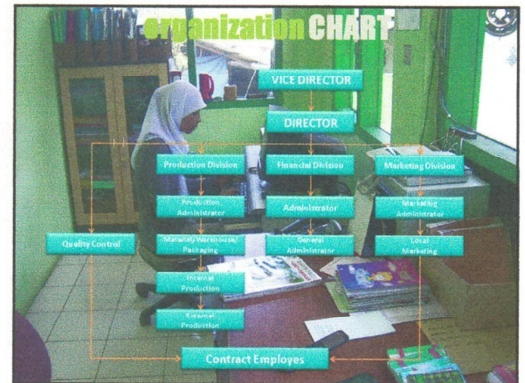 organization CHART
VICE DIRECTOR
DIRECTOR
Production Division
Financial Division
Marketing Division
Production
Administrator
Administrator
Marketing
Administrator
Quality Control
Material/Warehouse/
Packaging
General
Administrator
Local
Marketing
Internal
Production
External
Production
Contract Employes